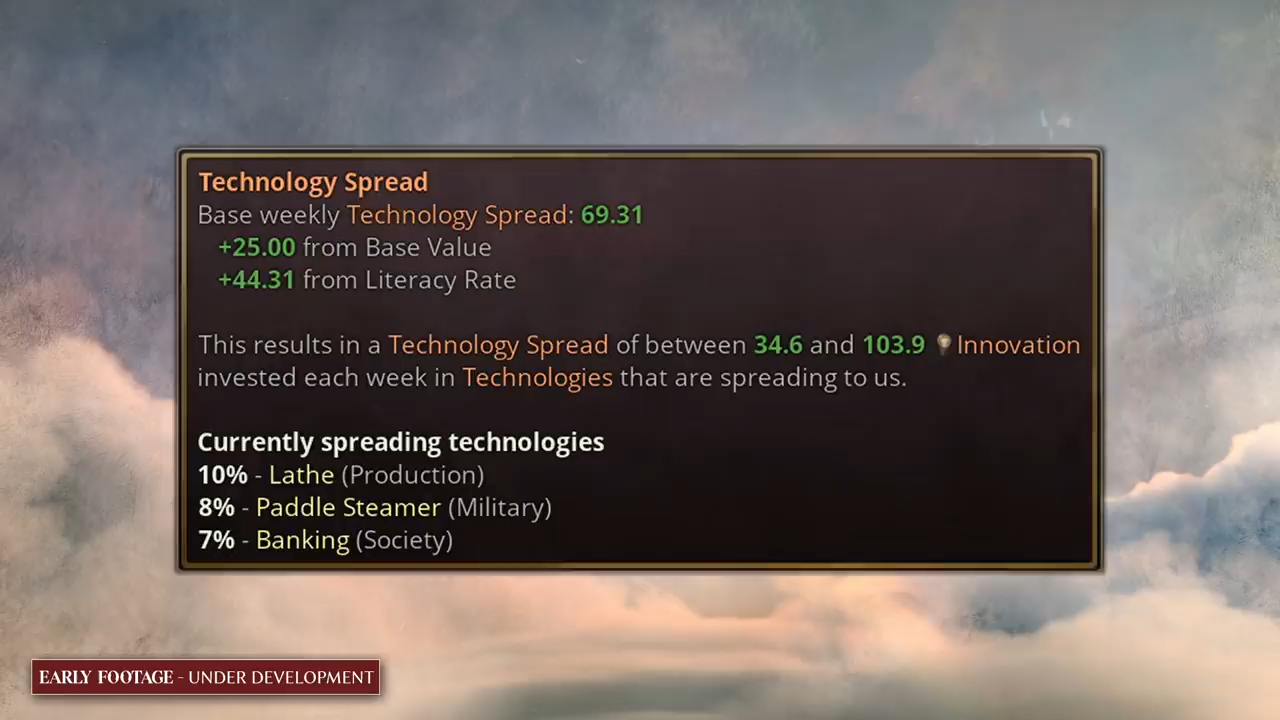 Technology Spread
Base weekly Technology Spread: 69.31
+25.00 from Base Value
+44.31 from Literacy Rate
This results in a Technology Spread of between 34.6 and 103.9 Innovation
invested each week in Technologies that are spreading to us.
Currently spreading technologies
10% - Lathe (Production)
8% - Paddle Steamer (Military)
7% - Banking (Society)
EARLY FOOTAGE - UNDER DEVELOPMENT